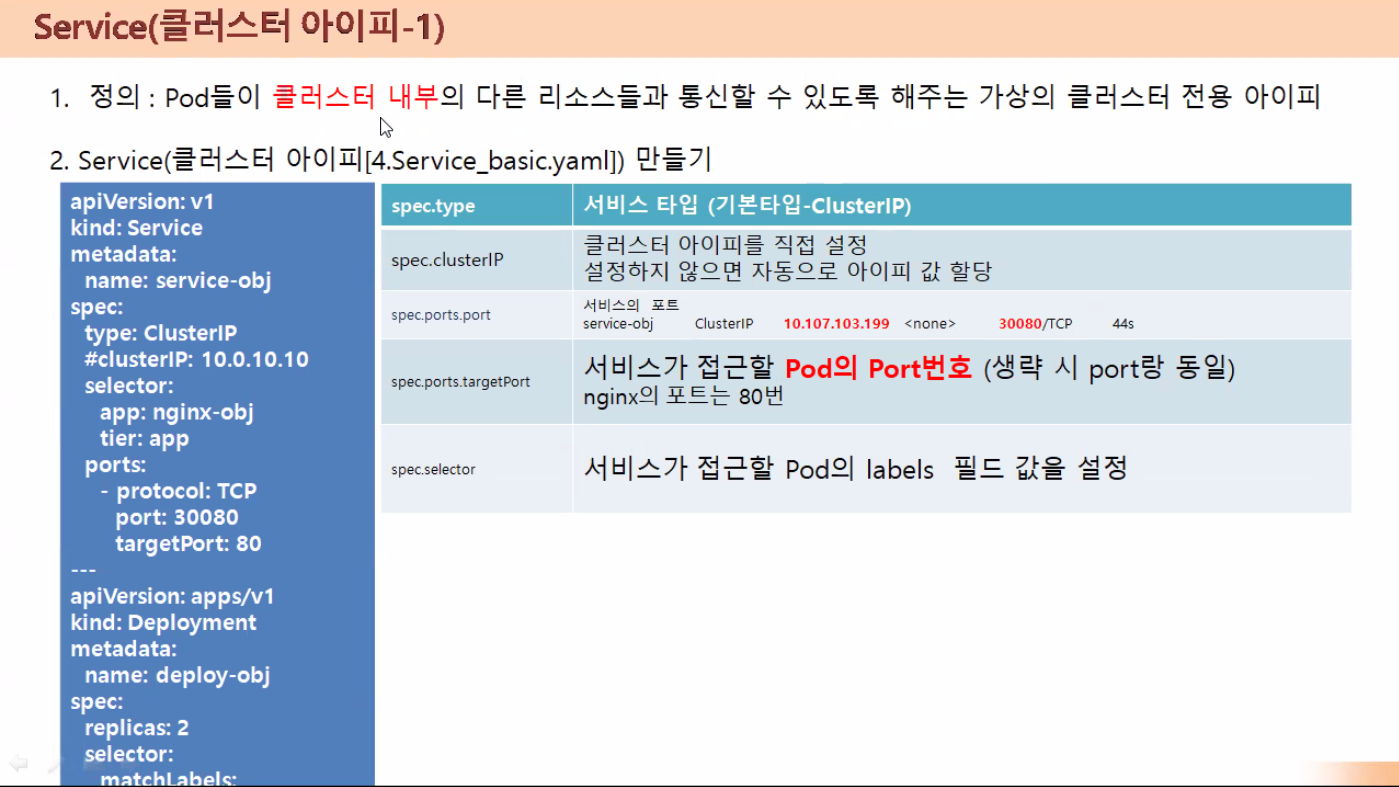 Service(클러스터 아이피-1)
1. 정의 : Pod들이 클러스터 내부의 다른 리소스들과 통신할 수 있도록 해주는 가상의 클러스터 전용 아이피
2. Service(클러스터 아이피[4.Service_basic.yaml]) 만들기
apiVersion: v1
kind: Service
metadata:
  name: service-obj
spec:
  type: ClusterIP
  #clusterIP: 10.0.10.10
  selector:
    app: nginx-obj
    tier: app
  ports:
    - protocol: TCP
      port: 30080
      targetPort: 80
---
apiVersion: apps/v1
kind: Deployment
metadata:
  name: deploy-obj
spec:
  replicas: 2
  selector:
    matchLabels:
spec.type 서비스 타입 (기본타입-ClusterIP)
spec.clusterIP 클러스터 아이피를 직접 설정
설정하지 않으면 자동으로 아이피 값 할당
spec.ports.port 서비스의 포트
service-obj ClusterIP 10.107.103.199 <none> 30080/TCP 44s
spec.ports.targetPort 서비스가 접근할 Pod의 Port번호 (생략 시 port랑 동일)
nginx의 포트는 80번
spec.selector 서비스가 접근할 Pod의 labels 필드 값을 설정